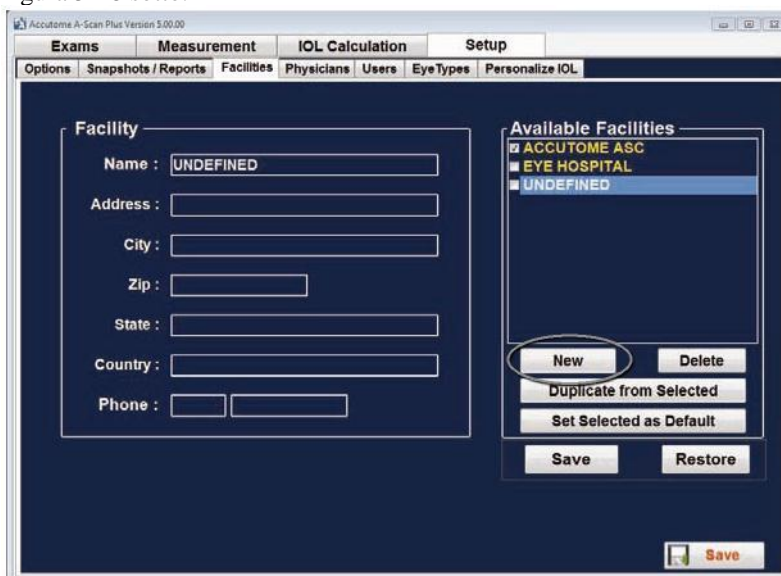 Accutome A-Scan Plus Version 5.00.00
Exams Measurement IOL Calculation Setup
Options Snapshots / Reports Facilities Physicians Users EyeTypes Personalize IOL
Facility
Name : UNDEFINED
Address :
City :
Zip :
State :
Country :
Phone :
Available Facilities
ACCUTOME ASC
EYE HOSPITAL
UNDEFINED
New Delete
Duplicate from Selected
Set Selected as Default
Save Restore
Save